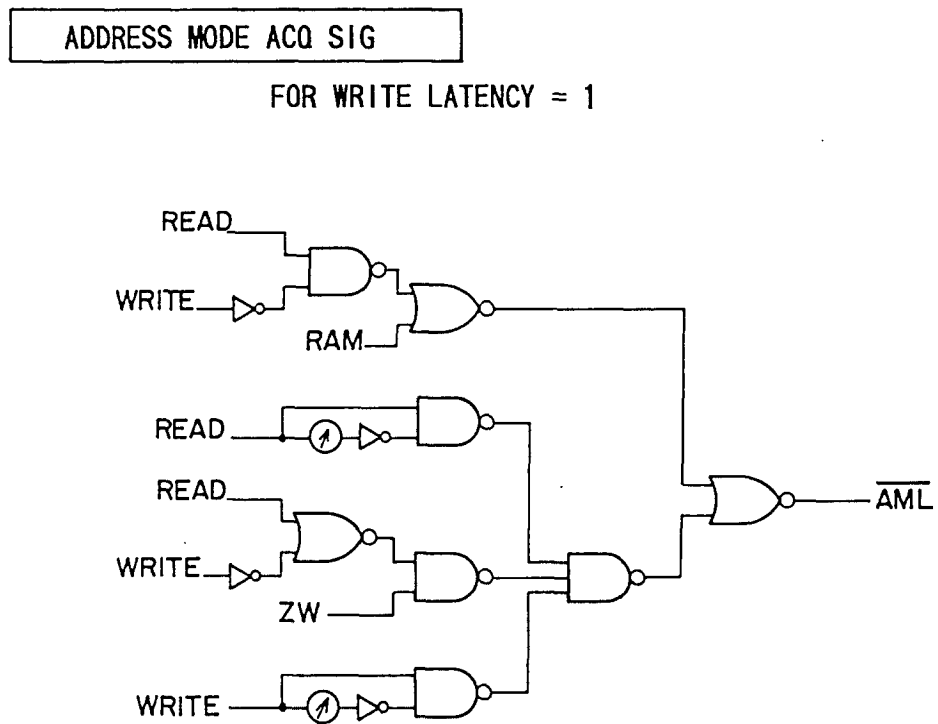 ADDRESS MODE ACQ SIG
FOR WRITE LATENCY = 1
READ
WRITE
RAM
READ
READ
WRITE
ZW
WRITE
AML